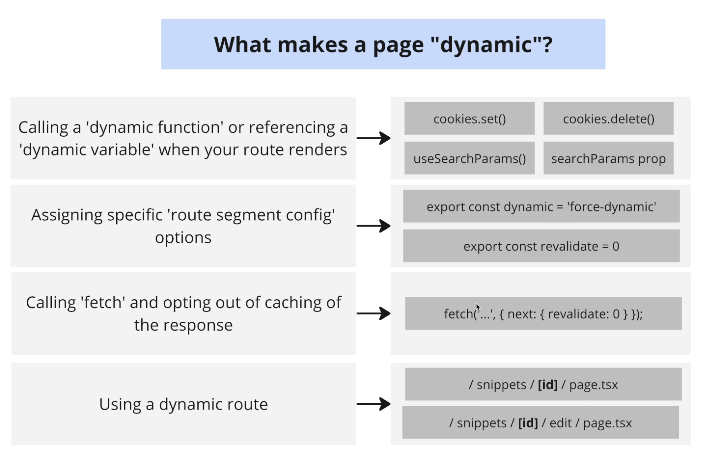 What makes a page "dynamic"?
Calling a 'dynamic function' or referencing a
'dynamic variable' when your route renders
cookies.set()
cookies.delete()
useSearchParams()
searchParams prop
Assigning specific 'route segment config'
options
export const dynamic = 'force-dynamic'
export const revalidate = 0
Calling 'fetch' and opting out of caching of
the response
fetch('...', { next: { revalidate: 0 } });
Using a dynamic route
/ snippets / [id] / page.tsx
/ snippets / [id] / edit / page.tsx